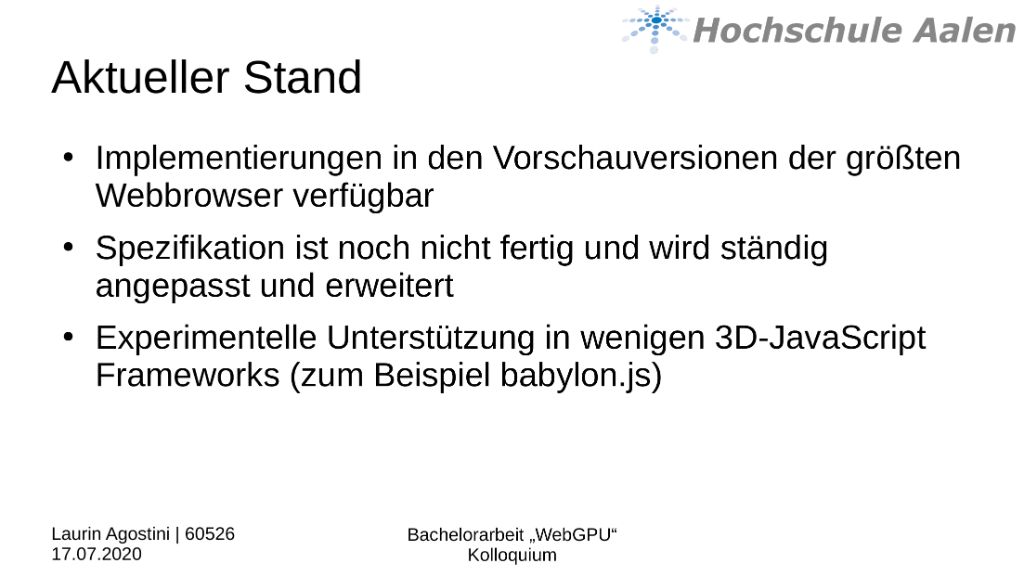 Hochschule Aalen
Aktueller Stand
• Implementierungen in den Vorschauversionen der größten
Webbrowser verfügbar
• Spezifikation ist noch nicht fertig und wird ständig
angepasst und erweitert
• Experimentelle Unterstützung in wenigen 3D-JavaScript
Frameworks (zum Beispiel babylon.js)
Laurin Agostini | 60526
17.07.2020
Bachelorarbeit „WebGPU“
Kolloquium